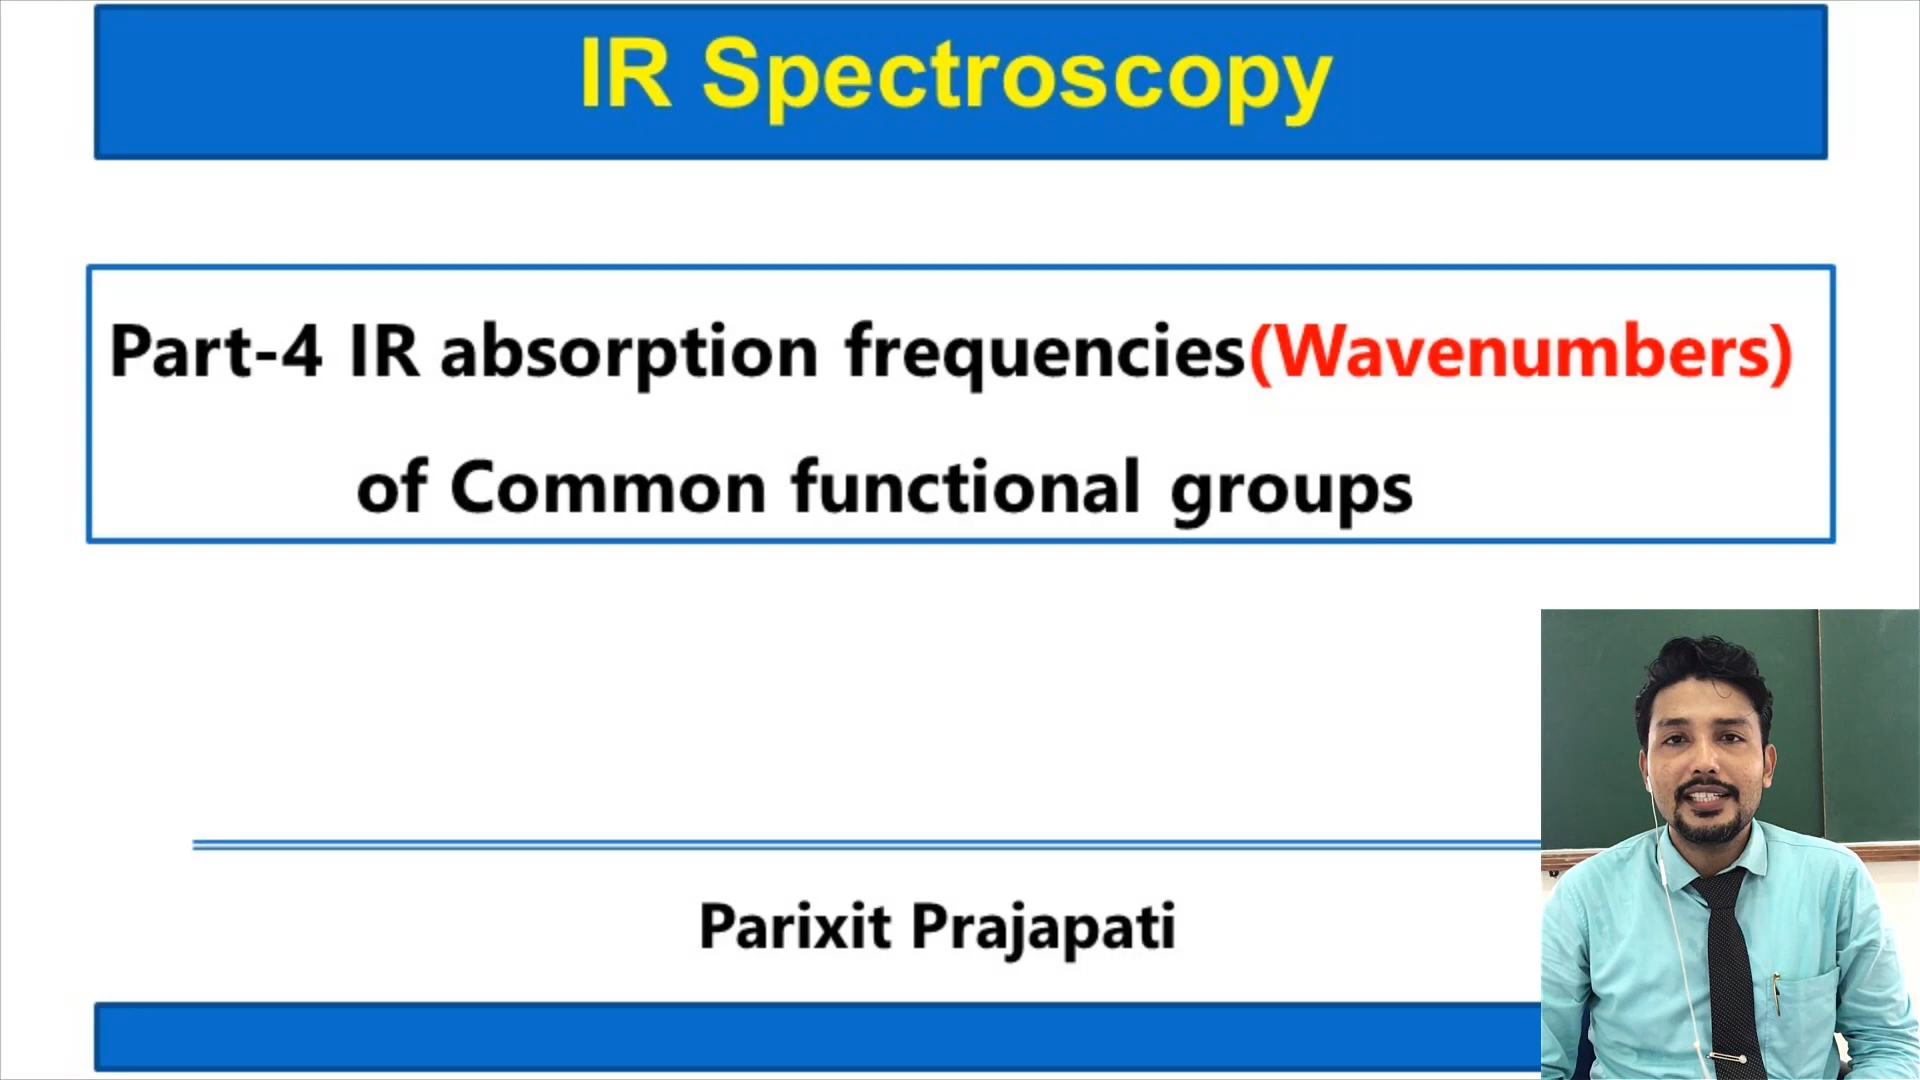 IR Spectroscopy
Part-4 IR absorption frequencies(Wavenumbers)
of Common functional groups
Parixit Prajapati